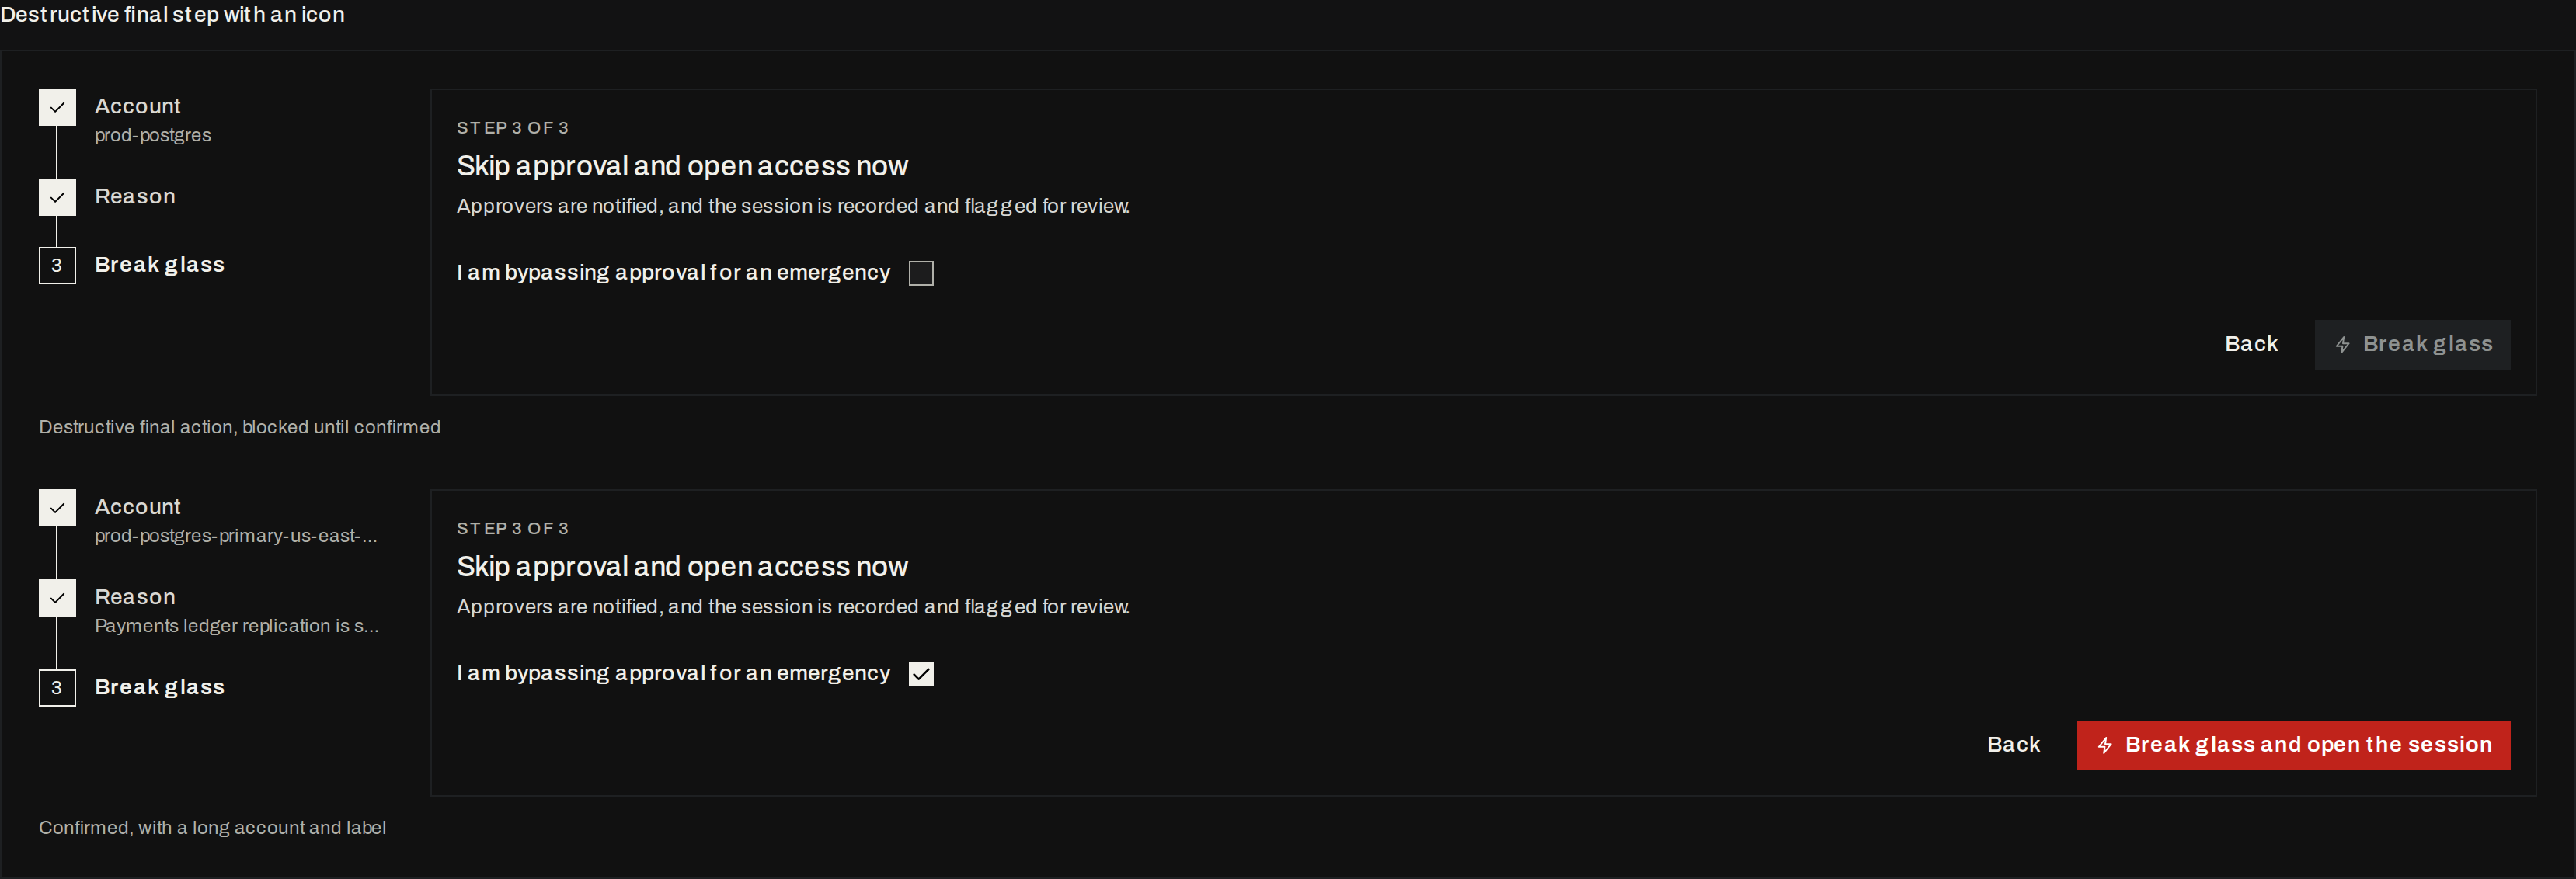 Destructive final step with an icon
Account
prod-postgres
Reason
3
Break glass
STEP 3 OF 3
Skip approval and open access now
Approvers are notified, and the session is recorded and flagged for review.
I am bypassing approval for an emergency
Back
Break glass
Destructive final action, blocked until confirmed
Account
prod-postgres-primary-us-east-...
Reason
Payments ledger replication is s...
3
Break glass
STEP 3 OF 3
Skip approval and open access now
Approvers are notified, and the session is recorded and flagged for review.
I am bypassing approval for an emergency
Back
Break glass and open the session
Confirmed, with a long account and label